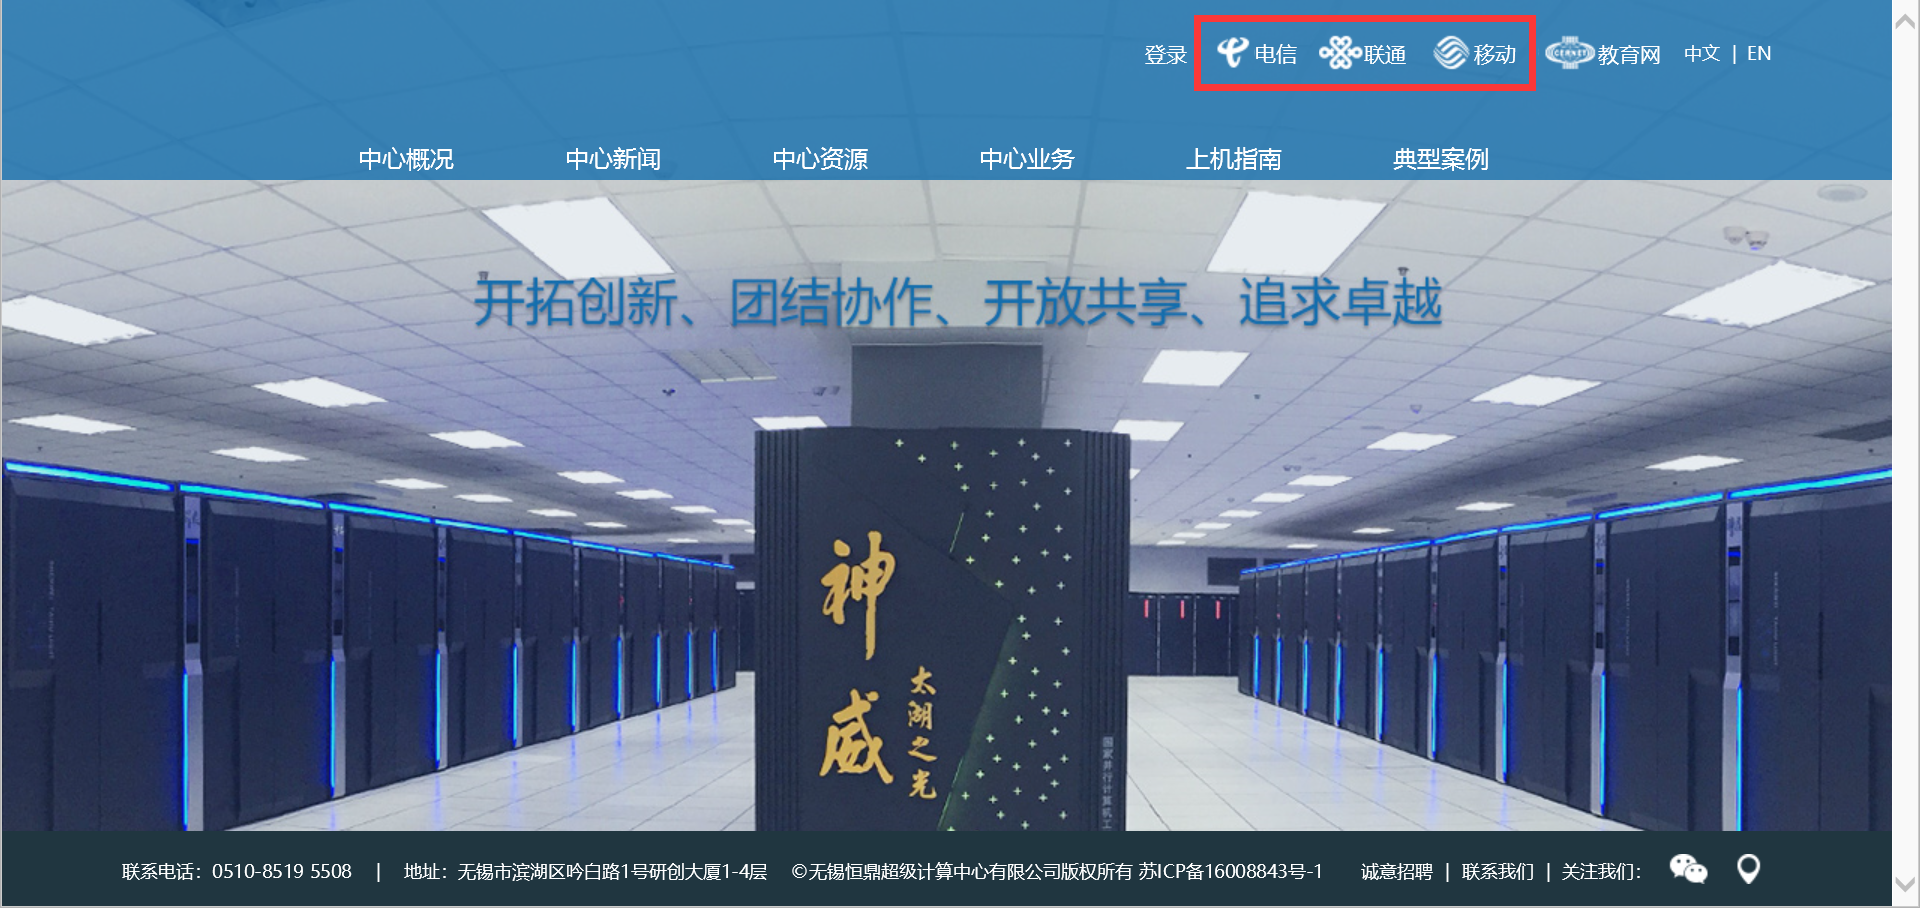 登录 电信 联通 移动 CERNET 教育网 中文 | EN
中心概况 中心新闻 中心资源 中心业务 上机指南 典型案例
开拓创新、团结协作、开放共享、追求卓越
神威
太湖之光
国家并行计算机工
联系电话：0510-8519 5508 | 地址：无锡市滨湖区吟白路1号研创大厦1-4层 ©无锡恒鼎超级计算中心有限公司版权所有 苏ICP备16008843号-1 诚意招聘 | 联系我们 | 关注我们：